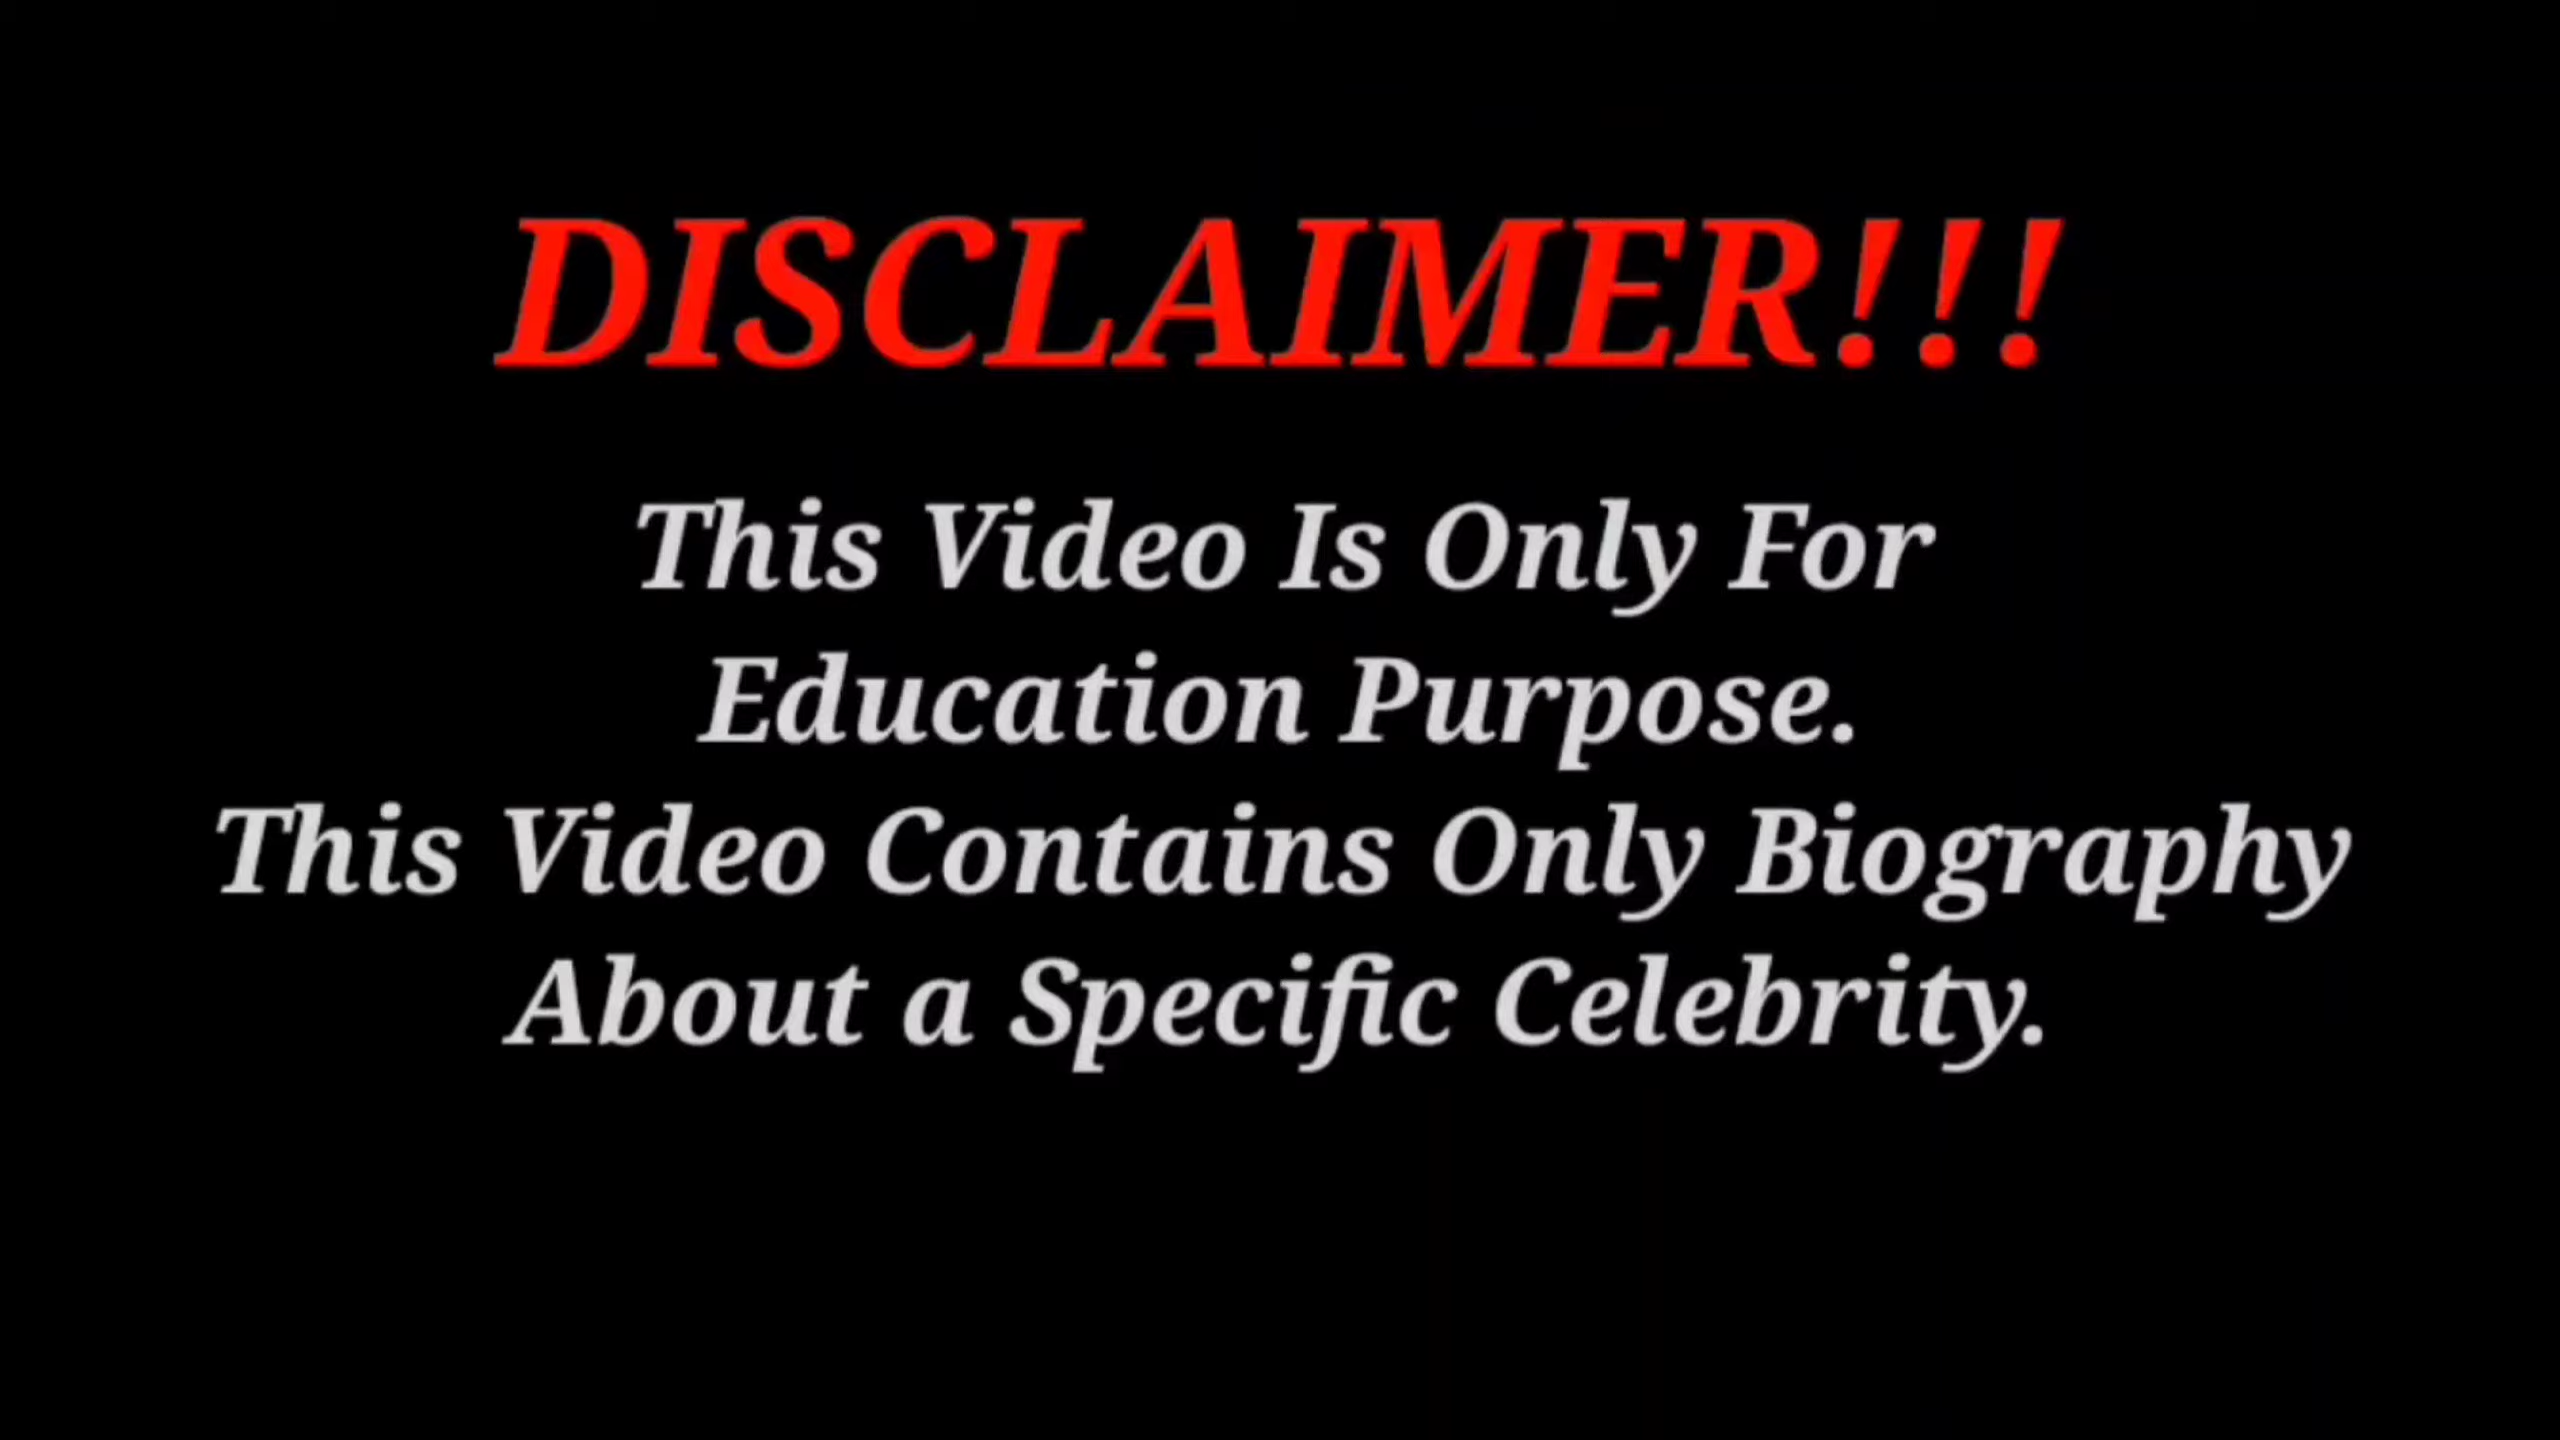 DISCLAIMER!!!
This Video Is Only For
Education Purpose.
This Video Contains Only Biography
About a Specific Celebrity.